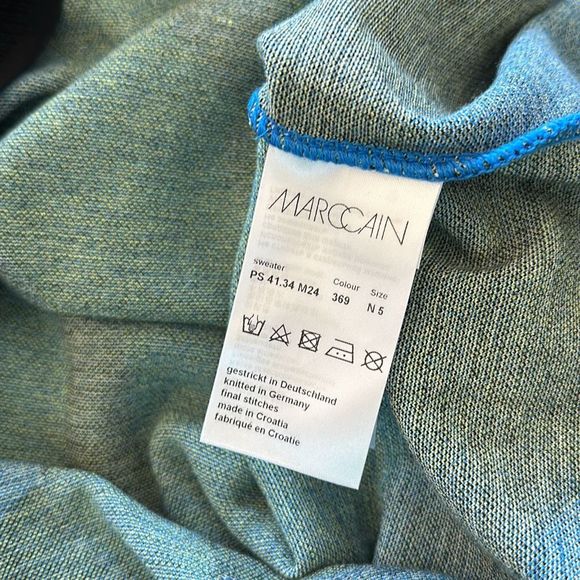 MARCCAIN
sweater Colour Size
PS 41.34 M24 369 N 5
gestrickt in Deutschland
knitted in Germany
final stitches
made in Croatia
fabriqué en Croatie